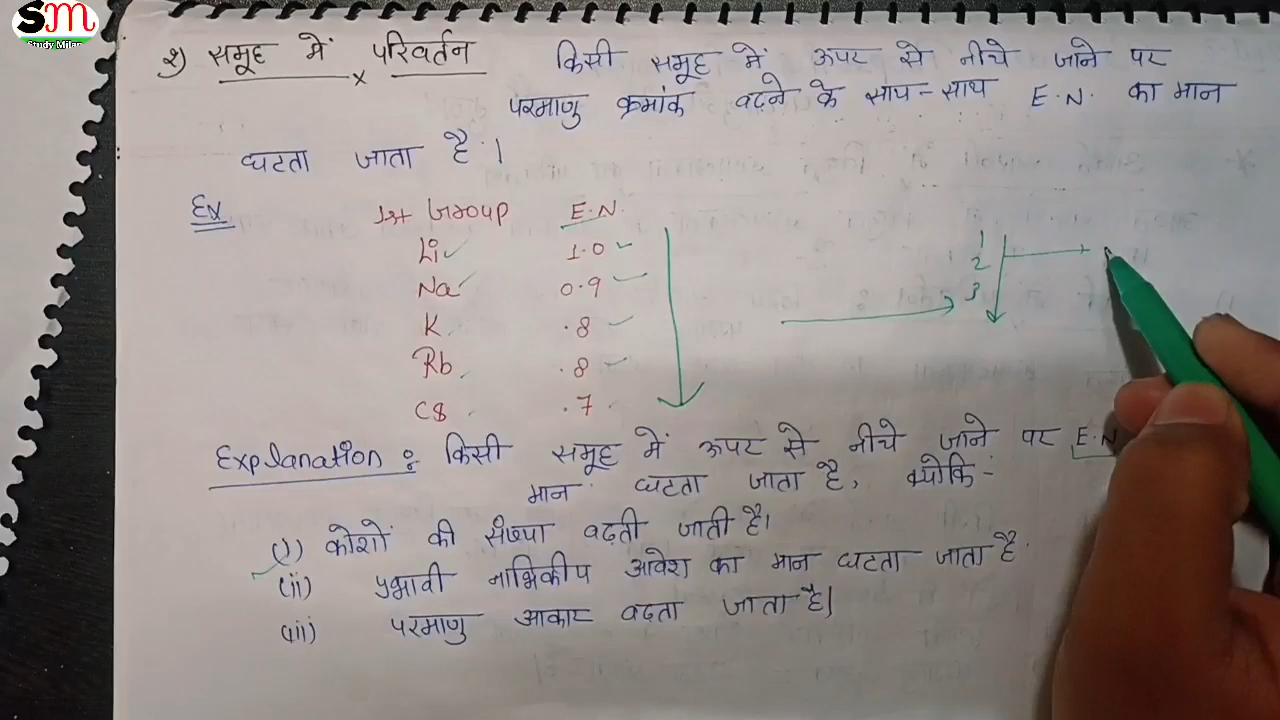 SM
Study Milan
2) समूह में परिवर्तन किसी समूह में ऊपर से नीचे जाने पर
परमाणु क्रमांक बढ़ने के साथ-साथ E.N. का मान
घटता जाता है।
Ex 1st Group E.N.
Li 1.0
Na 0.9
K .8
Rb .8
Cs .7
1
2
3
Explanation : किसी समूह में ऊपर से नीचे जाने पर E.N
मान घटता जाता है, क्योकि -
(i) कोशों की संख्या बढ़ती जाती है।
(ii) प्रभावी नाभिकीय आवेश का मान घटता जाता है
(iii) परमाणु आकार बढ़ता जाता है।